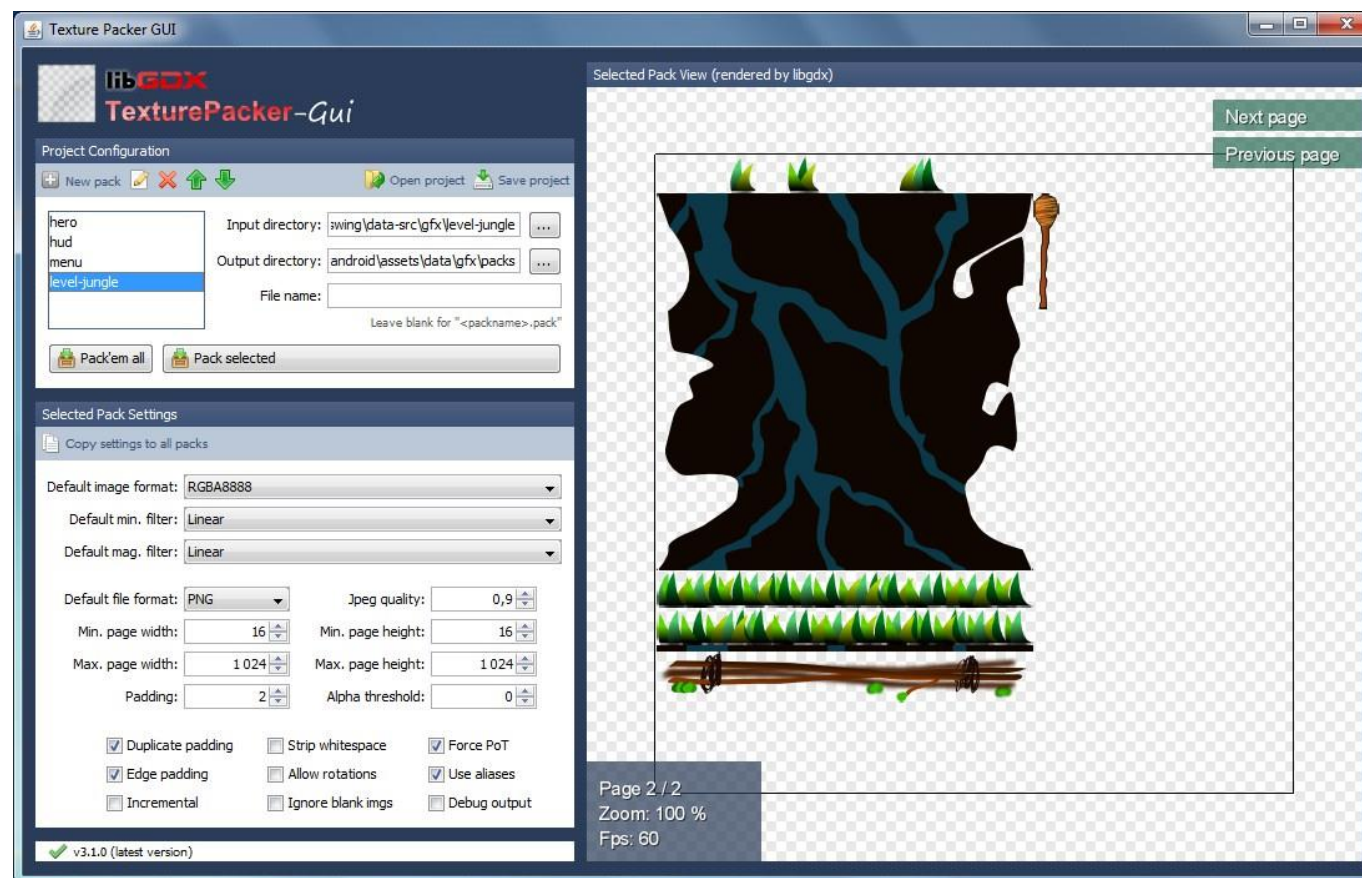 Texture Packer GUI
libGDX
TexturePacker-Gui
Project Configuration
New pack
Open project
Save project
hero
hud
menu
level-jungle
Input directory: swing\data-src\gfx\level-jungle ...
Output directory: android\assets\data\gfx\packs ...
File name:
Leave blank for "<packname>.pack"
Pack'em all
Pack selected
Selected Pack Settings
Copy settings to all packs
Default image format: RGBA8888
Default min. filter: Linear
Default mag. filter: Linear
Default file format: PNG
Jpeg quality: 0,9
Min. page width: 16
Min. page height: 16
Max. page width: 1 024
Max. page height: 1 024
Padding: 2
Alpha threshold: 0
Duplicate padding
Strip whitespace
Force PoT
Edge padding
Allow rotations
Use aliases
Incremental
Ignore blank imgs
Debug output
v3.1.0 (latest version)
Selected Pack View (rendered by libgdx)
Next page
Previous page
Page 2 / 2
Zoom: 100 %
Fps: 60